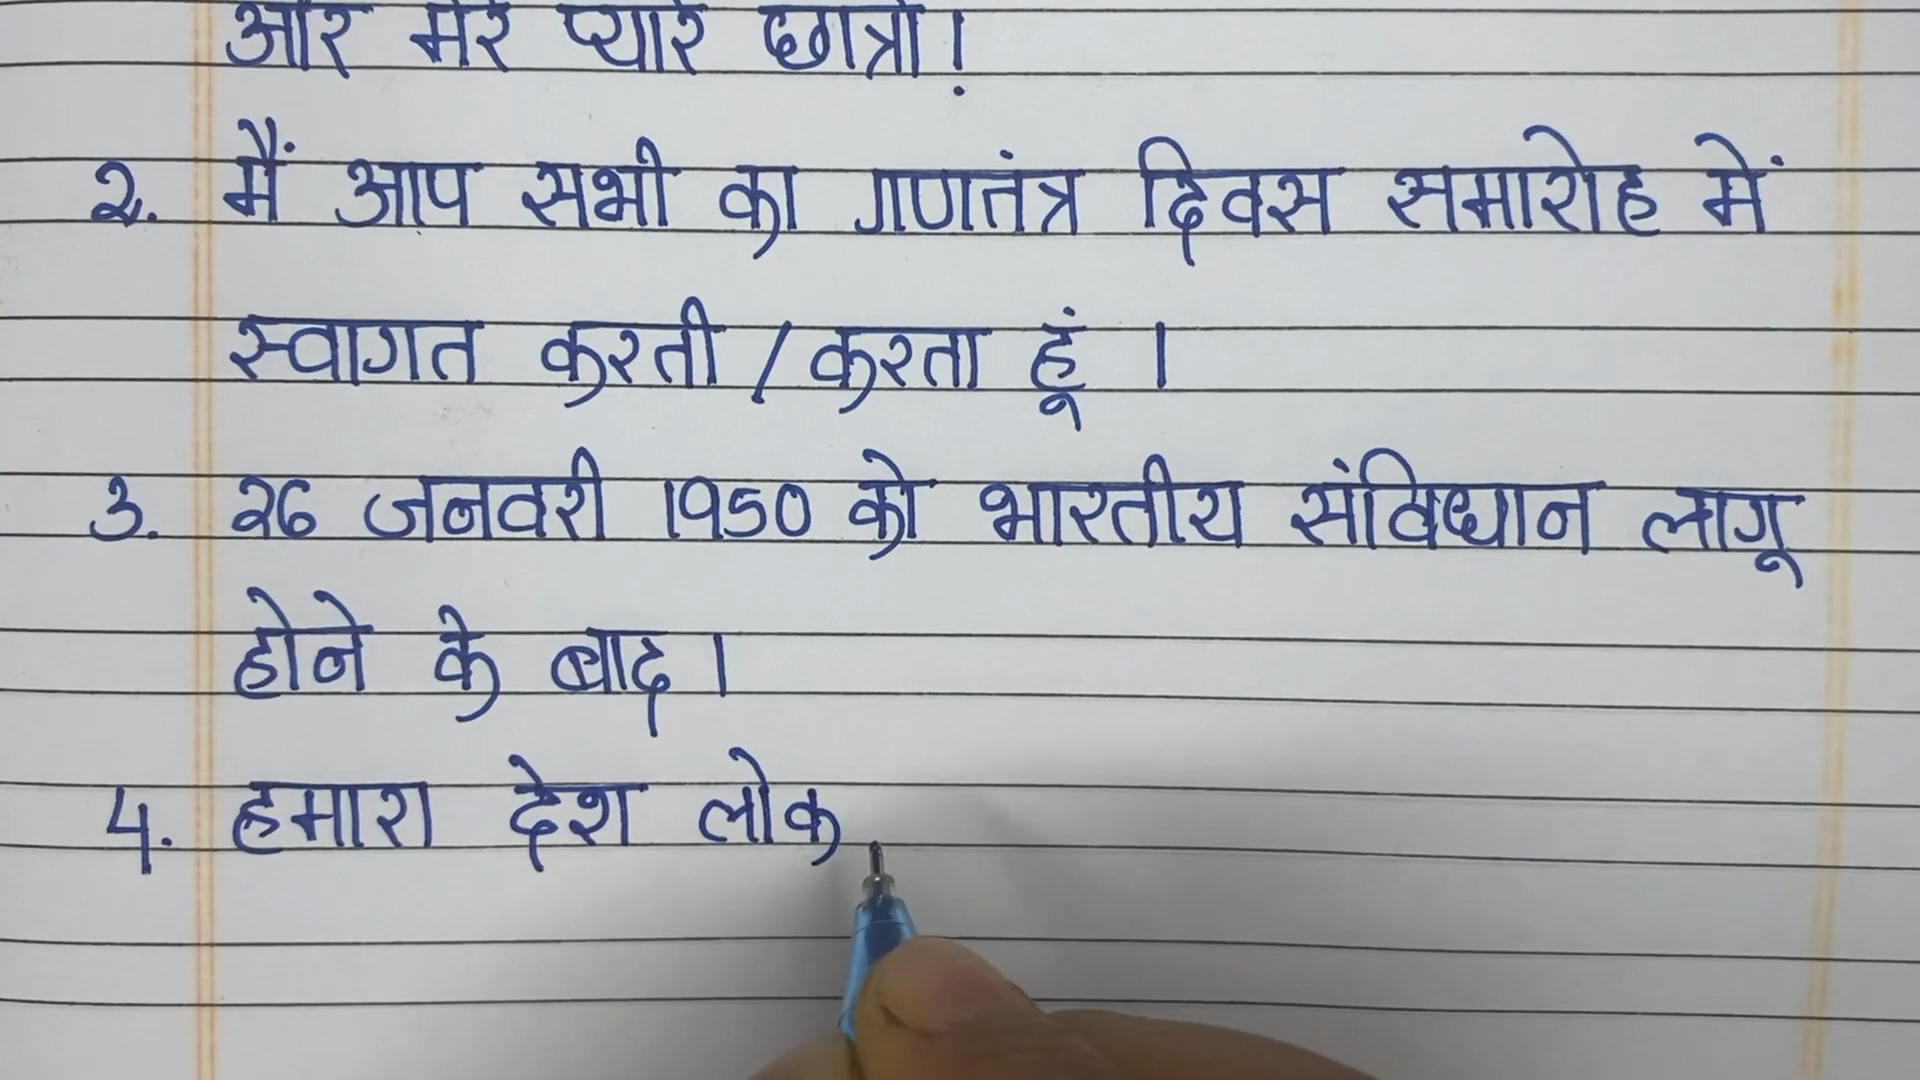 और मेरे प्यारे छात्रों!
2. मैं आप सभी का गणतंत्र दिवस समारोह में
स्वागत करती / करता हूं ।
3. 26 जनवरी 1950 को भारतीय संविधान लागू
होने के बाद ।
4. हमारा देश लोक